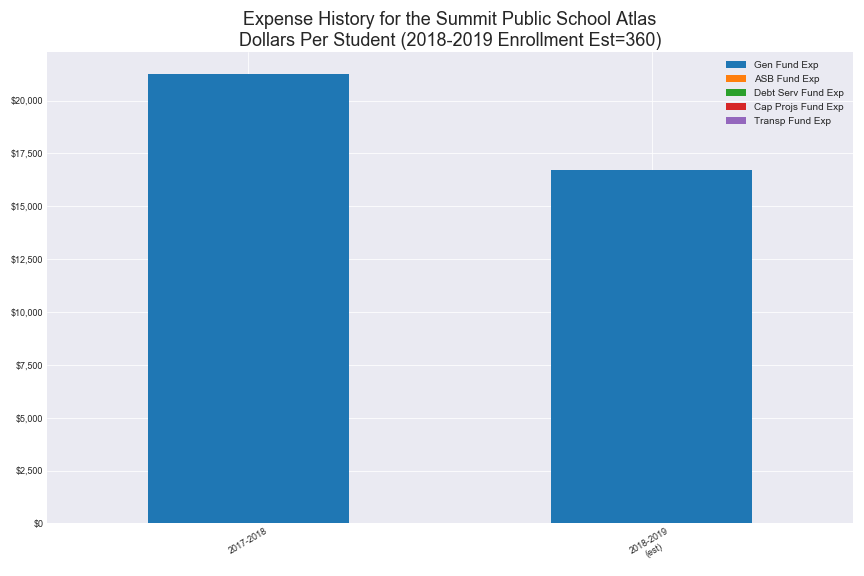 Expense History for the Summit Public School Atlas
Dollars Per Student (2018-2019 Enrollment Est=360)
Gen Fund Exp
ASB Fund Exp
Debt Serv Fund Exp
Cap Projs Fund Exp
Transp Fund Exp
$20,000
$17,500
$15,000
$12,500
$10,000
$7,500
$5,000
$2,500
$0
2017-2018
2018-2019
(est)